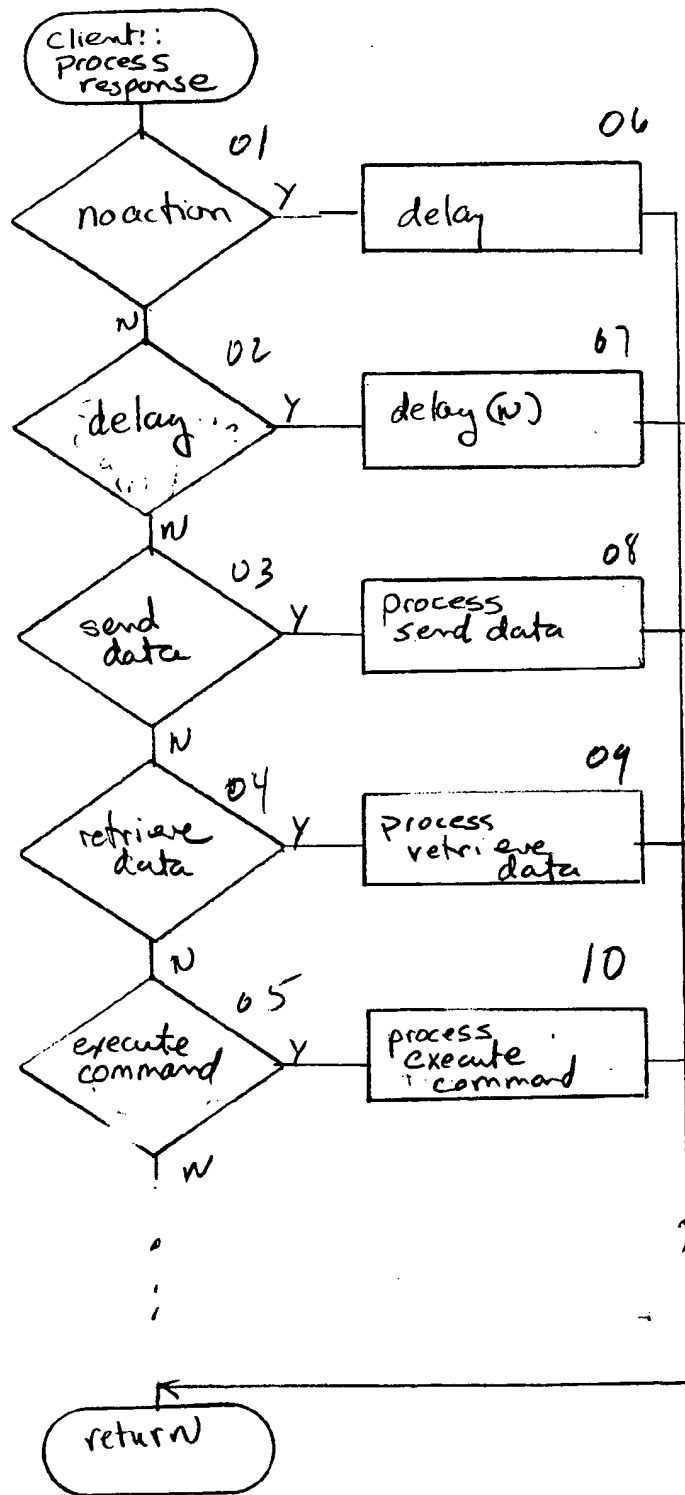 client::
process
response
01
06
no action
Y
delay
N
02
07
delay
Y
delay (N)
N
03
08
send
data
Y
process
send data
N
04
09
retrieve
data
Y
process
retrieve
data
N
05
10
execute
command
Y
process
execute
command
N
return